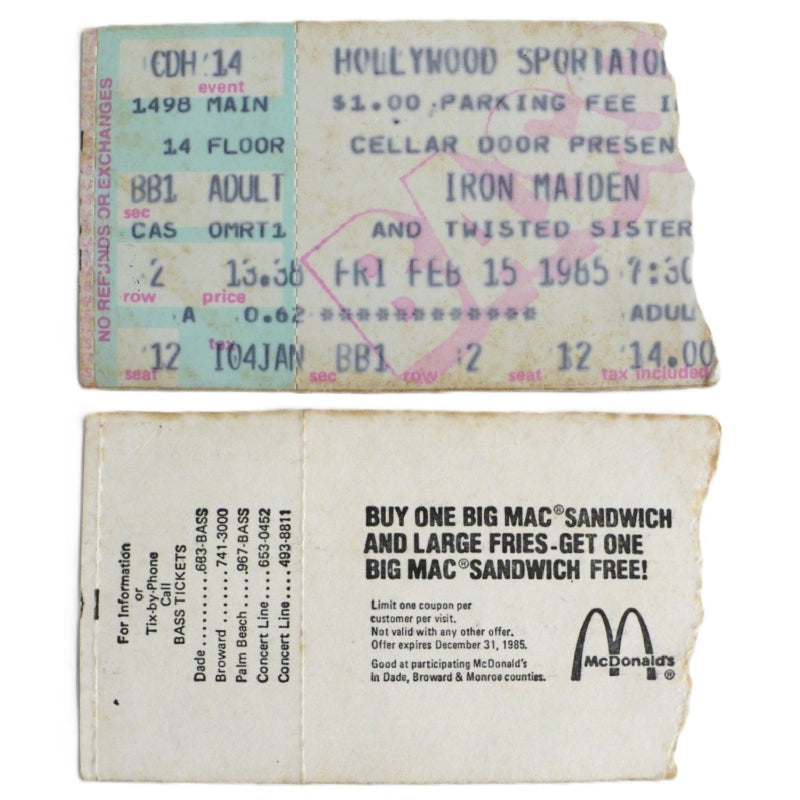 CDH 14
event
1498 MAIN
14 FLOOR
BB1 ADULT
sec
CAS OMRT1
2 13.38
row price
A 0.62
tax
12 104JAN
seat
NO REFUNDS OR EXCHANGES
HOLLYWOOD SPORTATOR
$1.00 PARKING FEE I
CELLAR DOOR PRESEN
IRON MAIDEN
AND TWISTED SISTER
FRI FEB 15 1985 7:30
************ ADUL
BB1 2 12 14.00
sec row seat tax included
BASS
For Information
or
Tix-by-Phone
Call
BASS TICKETS
Dade..........683-BASS
Broward........741-3000
Palm Beach...967-BASS
Concert Line....653-0452
Concert Line....493-8811
BUY ONE BIG MAC® SANDWICH
AND LARGE FRIES-GET ONE
BIG MAC® SANDWICH FREE!
Limit one coupon per
customer per visit.
Not valid with any other offer.
Offer expires December 31, 1985.
Good at participating McDonald's
in Dade, Broward & Monroe counties.
McDonald's
®